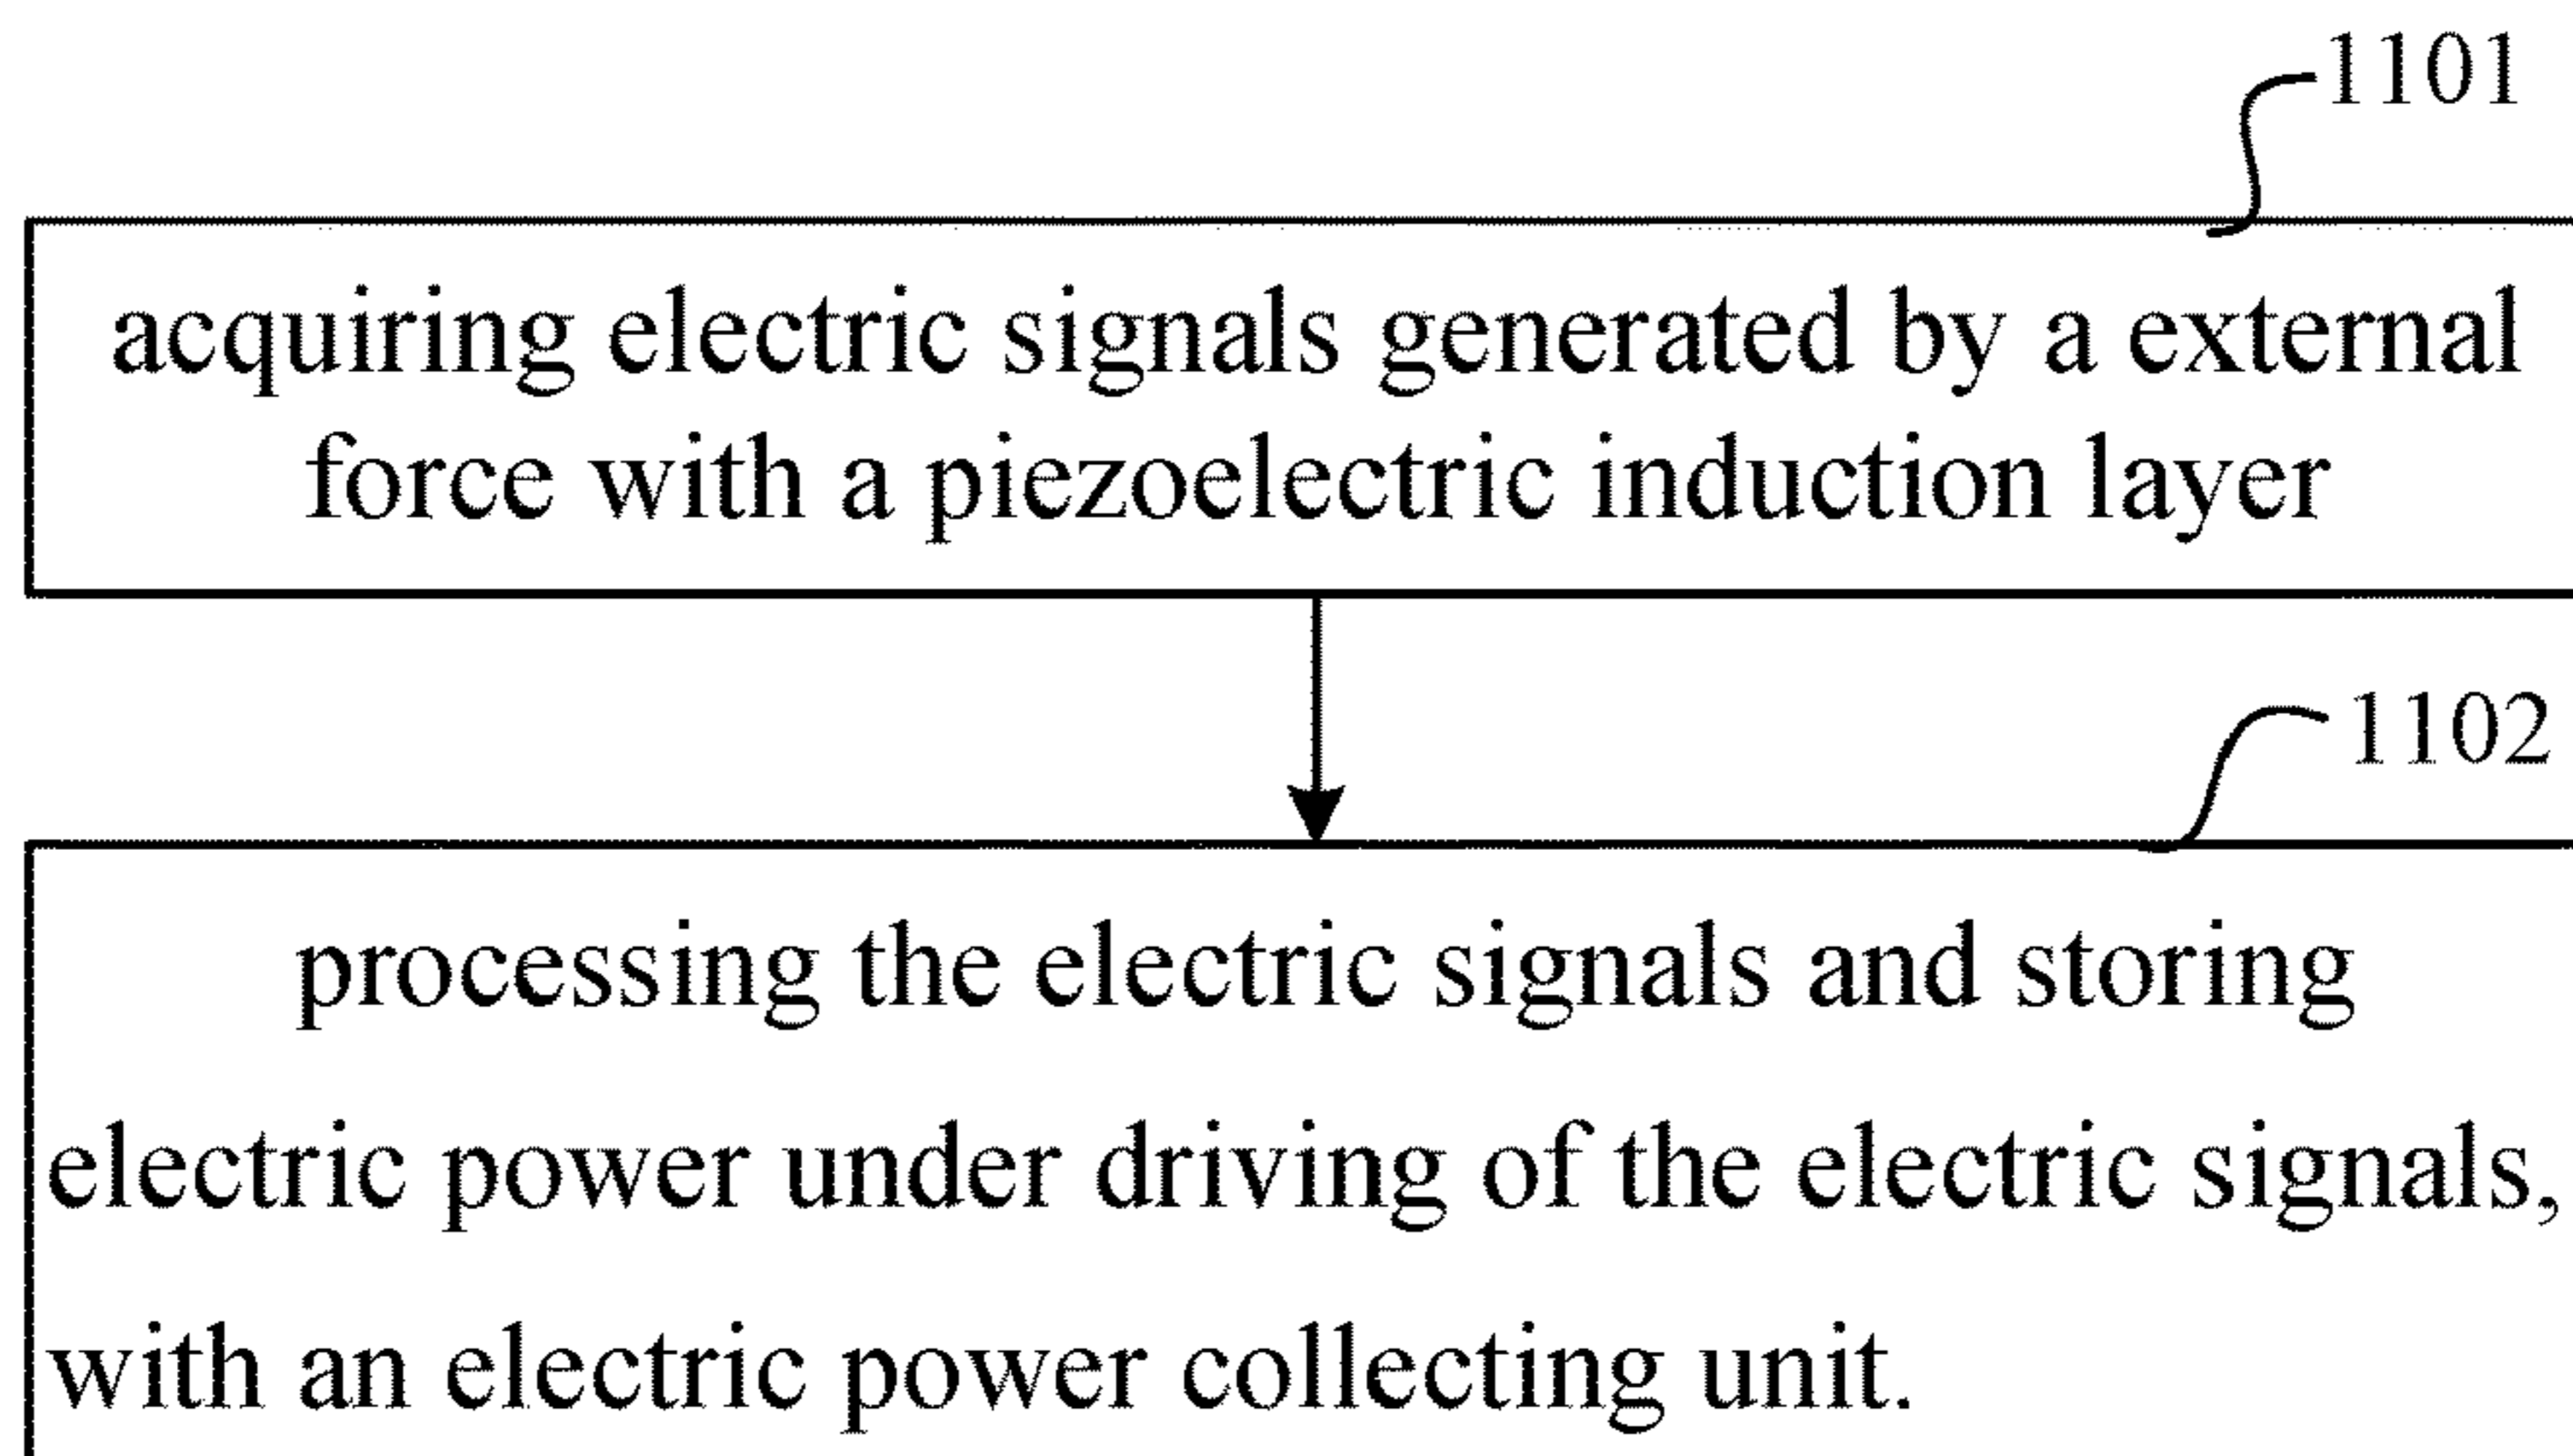 1101
acquiring electric signals generated by a external
force with a piezoelectric induction layer
1102
processing the electric signals and storing
electric power under driving of the electric signals,
with an electric power collecting unit.